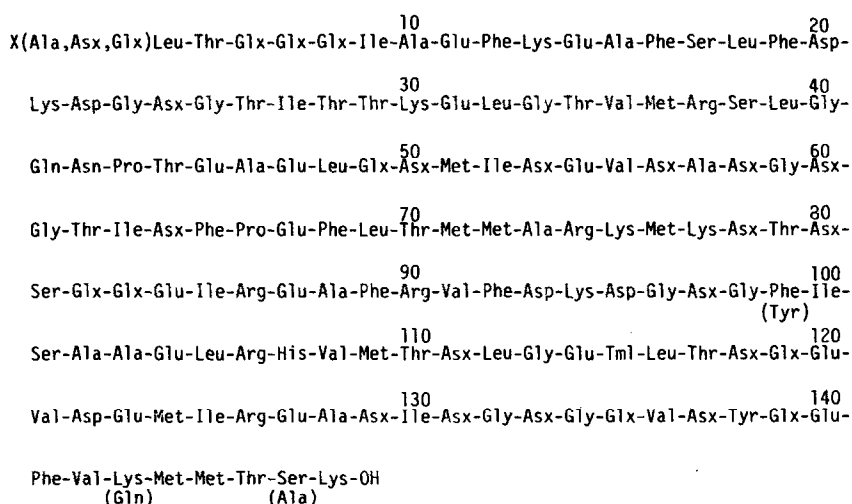 10 20
X(Ala,Asx,Glx)Leu-Thr-Glx-Glx-Glx-Ile-Ala-Glu-Phe-Lys-Glu-Ala-Phe-Ser-Leu-Phe-Asp-
30 40
Lys-Asp-Gly-Asx-Gly-Thr-Ile-Thr-Thr-Lys-Glu-Leu-Gly-Thr-Val-Met-Arg-Ser-Leu-Gly-
50 60
Gln-Asn-Pro-Thr-Glu-Ala-Glu-Leu-Glx-Asx-Met-Ile-Asx-Glu-Val-Asx-Ala-Asx-Gly-Asx-
70 80
Gly-Thr-Ile-Asx-Phe-Pro-Glu-Phe-Leu-Thr-Met-Met-Ala-Arg-Lys-Met-Lys-Asx-Thr-Asx-
90 100
Ser-Glx-Glx-Glu-Ile-Arg-Glu-Ala-Phe-Arg-Val-Phe-Asp-Lys-Asp-Gly-Asx-Gly-Phe-Ile-
(Tyr)
110 120
Ser-Ala-Ala-Glu-Leu-Arg-His-Val-Met-Thr-Asx-Leu-Gly-Glu-Tml-Leu-Thr-Asx-Glx-Glu-
130 140
Val-Asp-Glu-Met-Ile-Arg-Glu-Ala-Asx-Ile-Asx-Gly-Asx-Gly-Glx-Val-Asx-Tyr-Glx-Glu-
Phe-Val-Lys-Met-Met-Thr-Ser-Lys-OH
(Gln) (Ala)